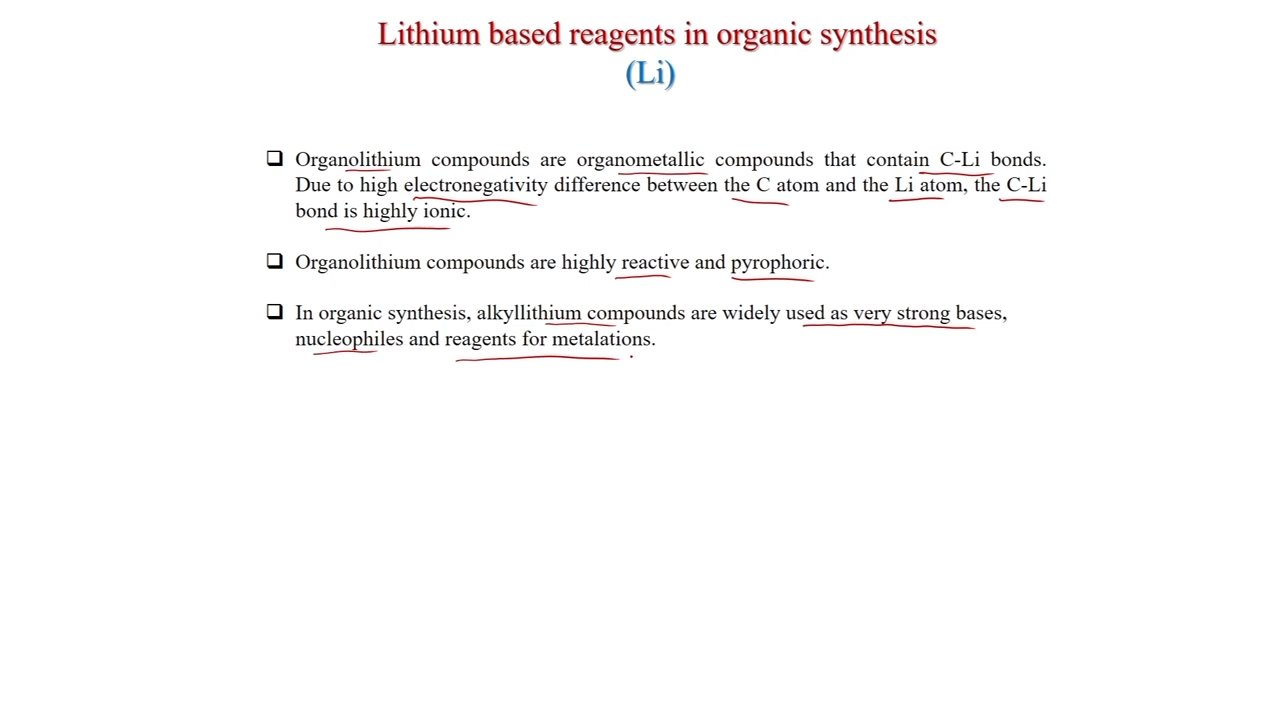 Lithium based reagents in organic synthesis
(Li)
❑ Organolithium compounds are organometallic compounds that contain C-Li bonds.
Due to high electronegativity difference between the C atom and the Li atom, the C-Li
bond is highly ionic.
❑ Organolithium compounds are highly reactive and pyrophoric.
❑ In organic synthesis, alkyllithium compounds are widely used as very strong bases,
nucleophiles and reagents for metalations.